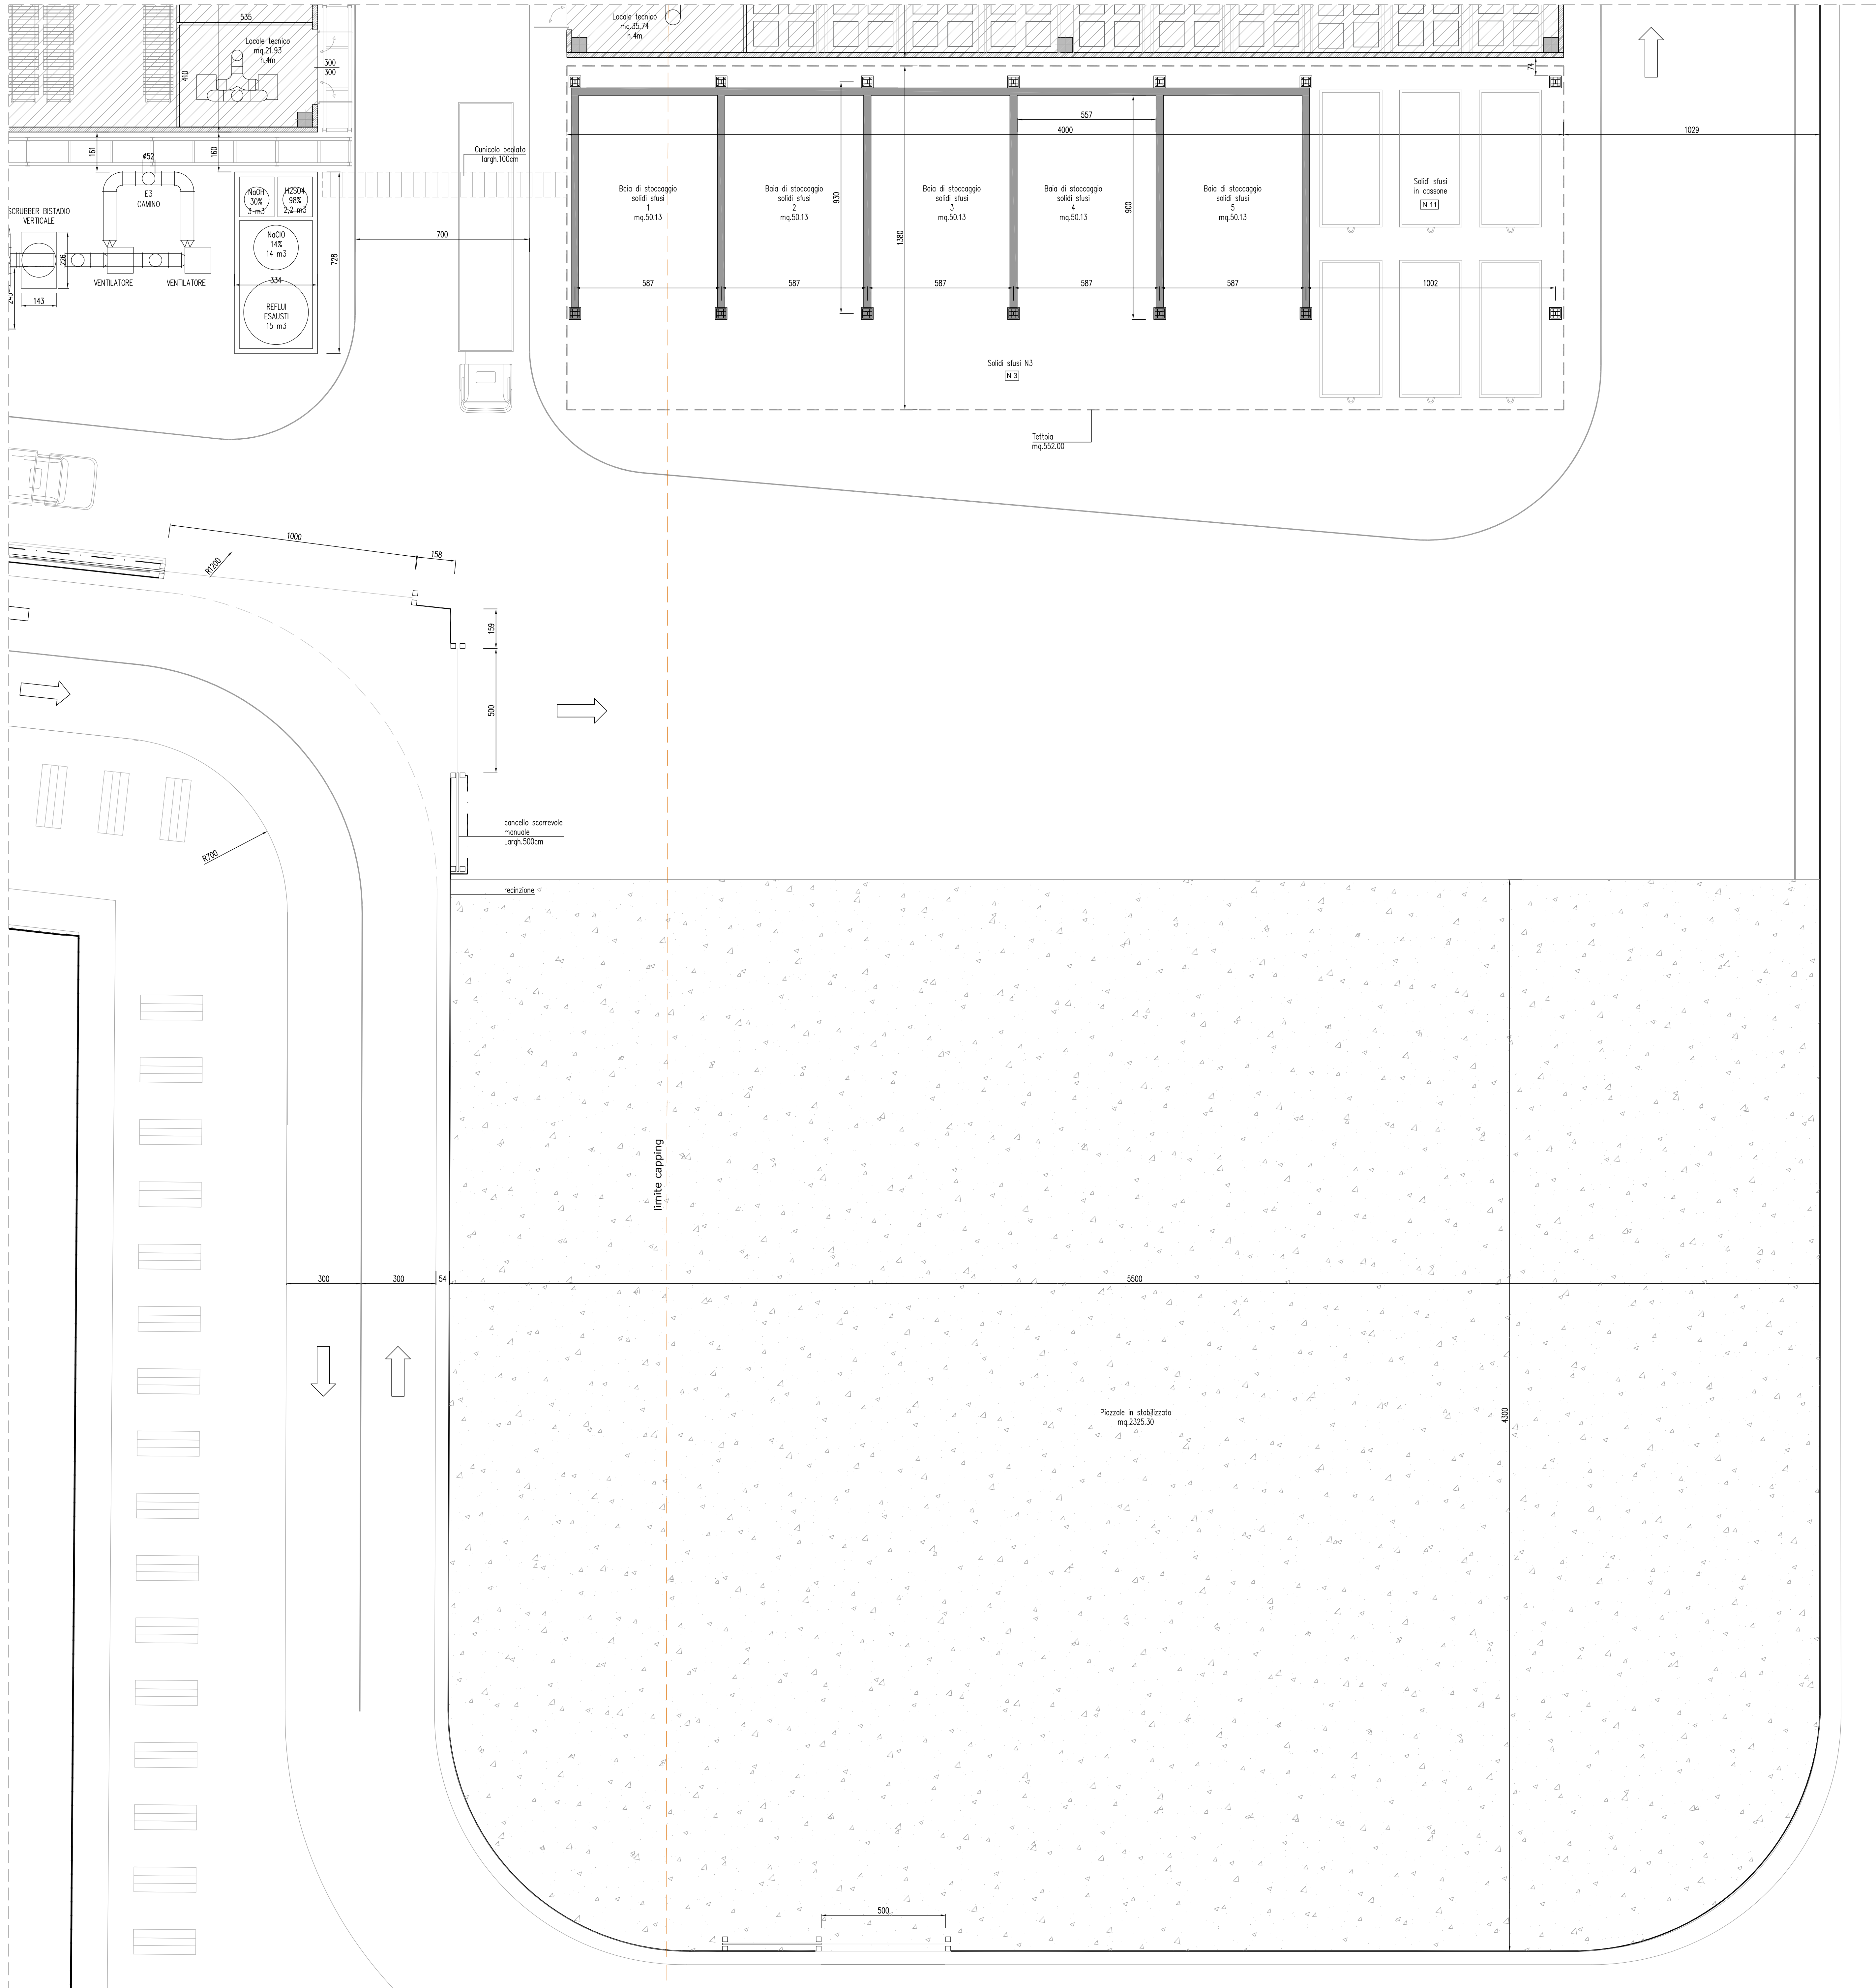 535
Locale tecnico
mq.21,93
h.4m
410
300
300
Locale tecnico
mq.35,74
h.4m
74
161
160
ø52
E3
CAMINO
SCRUBBER BISTADIO
VERTICALE
226
143
VENTILATORE
VENTILATORE
NaOH
30%
3 m3
H2SO4
98%
2,2 m3
NaClO
14%
14 m3
334
REFLUI
ESAUSTI
15 m3
728
Cunicolo beolato
largh.100cm
700
557
4000
1029
930
900
1380
Baia di stoccaggio
solidi sfusi
1
mq.50.13
Baia di stoccaggio
solidi sfusi
2
mq.50.13
Baia di stoccaggio
solidi sfusi
3
mq.50.13
Baia di stoccaggio
solidi sfusi
4
mq.50.13
Baia di stoccaggio
solidi sfusi
5
mq.50.13
Solidi sfusi
in cassone
N 11
587
587
587
587
587
1002
Solidi sfusi N3
N 3
Tettoia
mq.552.00
1000
158
R1200
159
500
cancello scorrevole
manuale
Largh.500cm
R700
recinzione
limite capping
300
300
54
5500
4300
Piazzale in stabilizzato
mq.2325.30
500